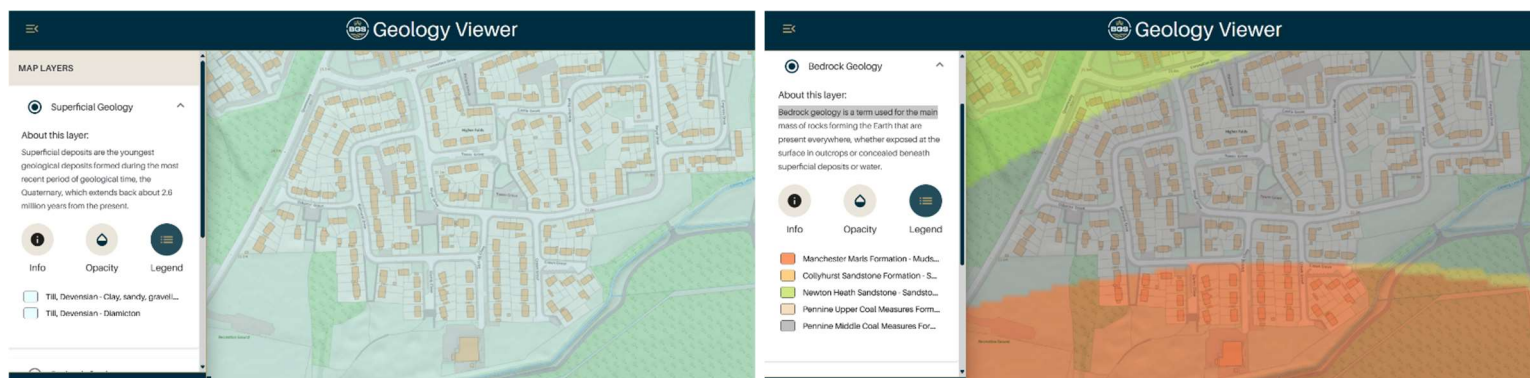 BGS Geology Viewer
MAP LAYERS
Superficial Geology
About this layer:
Superficial deposits are the youngest
geological deposits formed during the most
recent period of geological time, the
Quaternary, which extends back about 2.6
million years from the present.
Info Opacity Legend
Till, Devensian - Clay, sandy, gravell...
Till, Devensian - Diamicton
BGS Geology Viewer
Bedrock Geology
About this layer:
Bedrock geology is a term used for the main
mass of rocks forming the Earth that are
present everywhere, whether exposed at the
surface in outcrops or concealed beneath
superficial deposits or water.
Info Opacity Legend
Manchester Marls Formation - Muds...
Collyhurst Sandstone Formation - S...
Newton Heath Sandstone - Sandsto...
Pennine Upper Coal Measures Form...
Pennine Middle Coal Measures For...